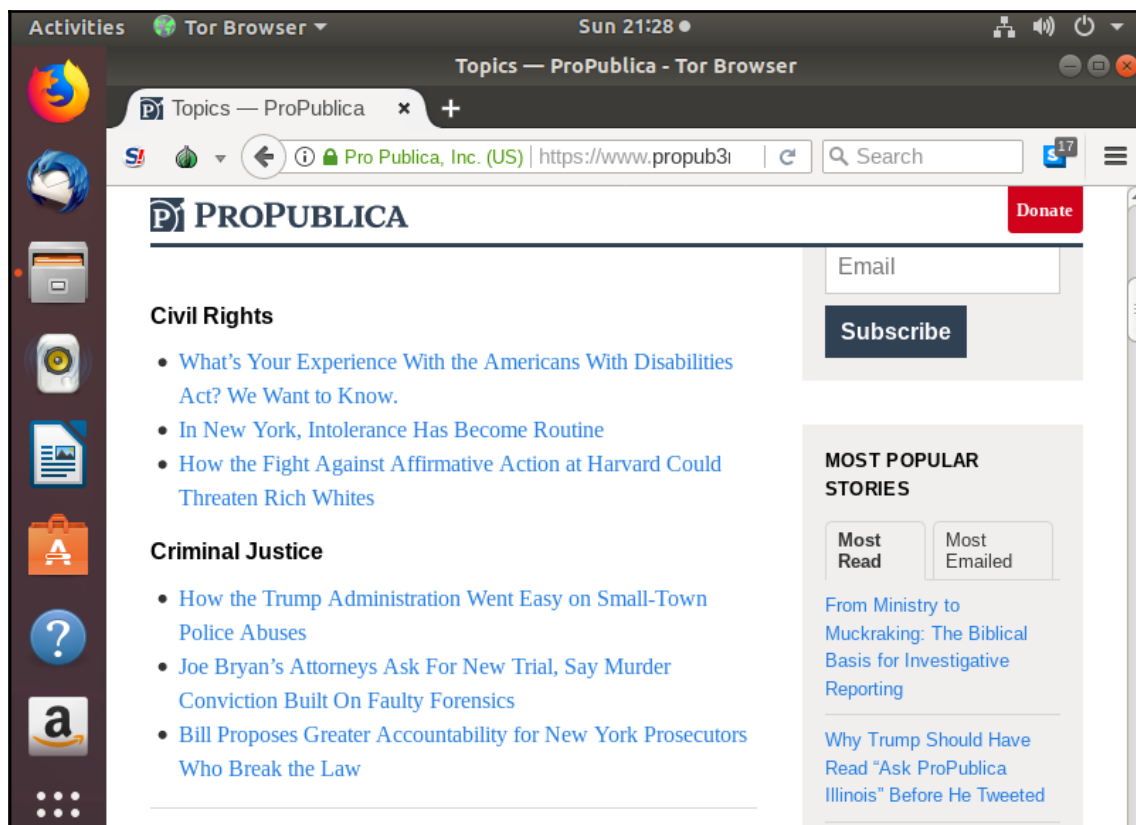 Activities Tor Browser Sun 21:28
Topics — ProPublica - Tor Browser
Topics — ProPublica
S! Pro Publica, Inc. (US) https://www.propub3 Search S 17
PROPUBLICA Donate
Email
Subscribe
Civil Rights
What’s Your Experience With the Americans With Disabilities
Act? We Want to Know.
In New York, Intolerance Has Become Routine
How the Fight Against Affirmative Action at Harvard Could
Threaten Rich Whites
Criminal Justice
How the Trump Administration Went Easy on Small-Town
Police Abuses
Joe Bryan’s Attorneys Ask For New Trial, Say Murder
Conviction Built On Faulty Forensics
Bill Proposes Greater Accountability for New York Prosecutors
Who Break the Law
MOST POPULAR
STORIES
Most
Read
Most
Emailed
From Ministry to
Muckraking: The Biblical
Basis for Investigative
Reporting
Why Trump Should Have
Read “Ask ProPublica
Illinois” Before He Tweeted